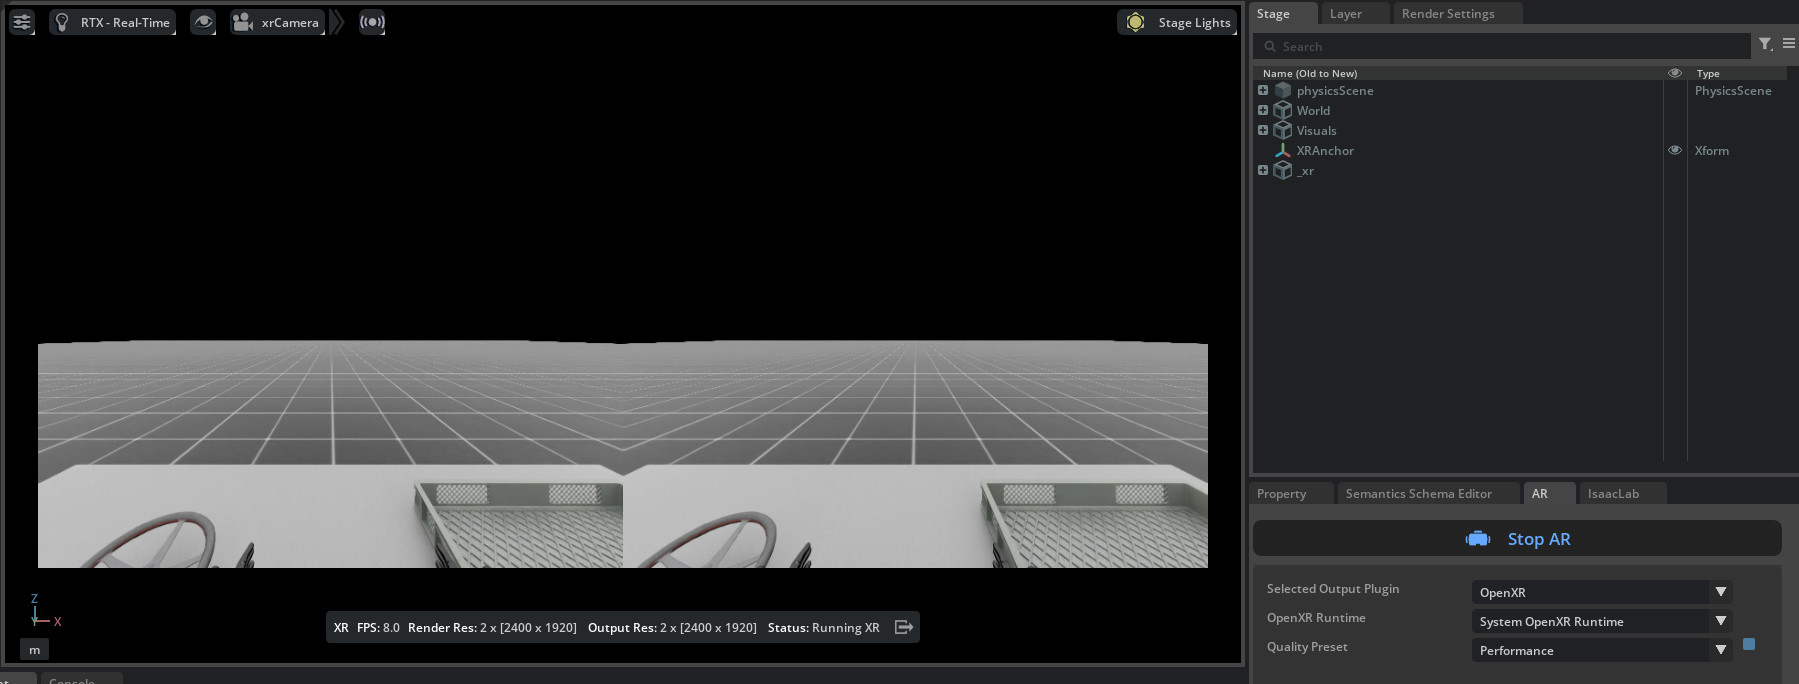 RTX - Real-Time
xrCamera
Stage Lights
Stage
Layer
Render Settings
Search
Name (Old to New)
Type
physicsScene
PhysicsScene
World
Visuals
XRAnchor
Xform
_xr
Property
Semantics Schema Editor
AR
IsaacLab
Stop AR
Selected Output Plugin
OpenXR
OpenXR Runtime
System OpenXR Runtime
Quality Preset
Performance
Z
Y
X
XR FPS: 8.0 Render Res: 2 x [2400 x 1920] Output Res: 2 x [2400 x 1920] Status: Running XR
m
Console